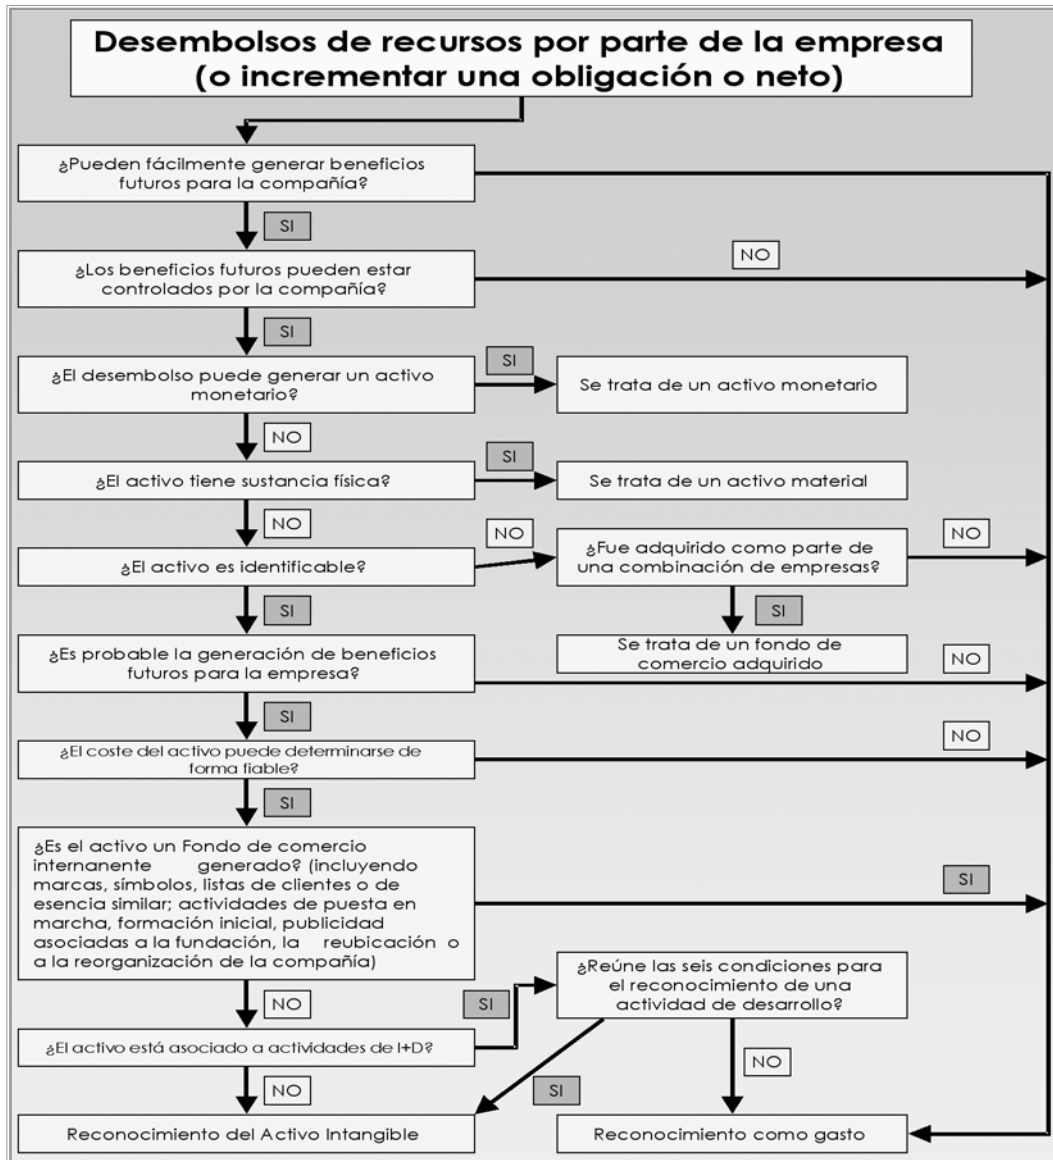 Desembolsos de recursos por parte de la empresa
(o incrementar una obligación o neto)
¿Pueden fácilmente generar beneficios
futuros para la compañía?
SI
¿Los beneficios futuros pueden estar
controlados por la compañía?
NO
SI
¿El desembolso puede generar un activo
monetario?
SI
Se trata de un activo monetario
NO
¿El activo tiene sustancia física?
SI
Se trata de un activo material
NO
¿El activo es identificable?
NO
¿Fue adquirido como parte de
una combinación de empresas?
NO
SI
SI
Se trata de un fondo de
comercio adquirido
¿Es probable la generación de beneficios
futuros para la empresa?
NO
SI
¿El coste del activo puede determinarse de
forma fiable?
NO
SI
¿Es el activo un Fondo de comercio
internanente generado? (incluyendo
marcas, símbolos, listas de clientes o de
esencia similar; actividades de puesta en
marcha, formación inicial, publicidad
asociadas a la fundación, la reubicación o
a la reorganización de la compañía)
SI
NO
¿El activo está asociado a actividades de I+D?
SI
¿Reúne las seis condiciones para
el reconocimiento de una
actividad de desarrollo?
NO
SI
NO
Reconocimiento del Activo Intangible
Reconocimiento como gasto